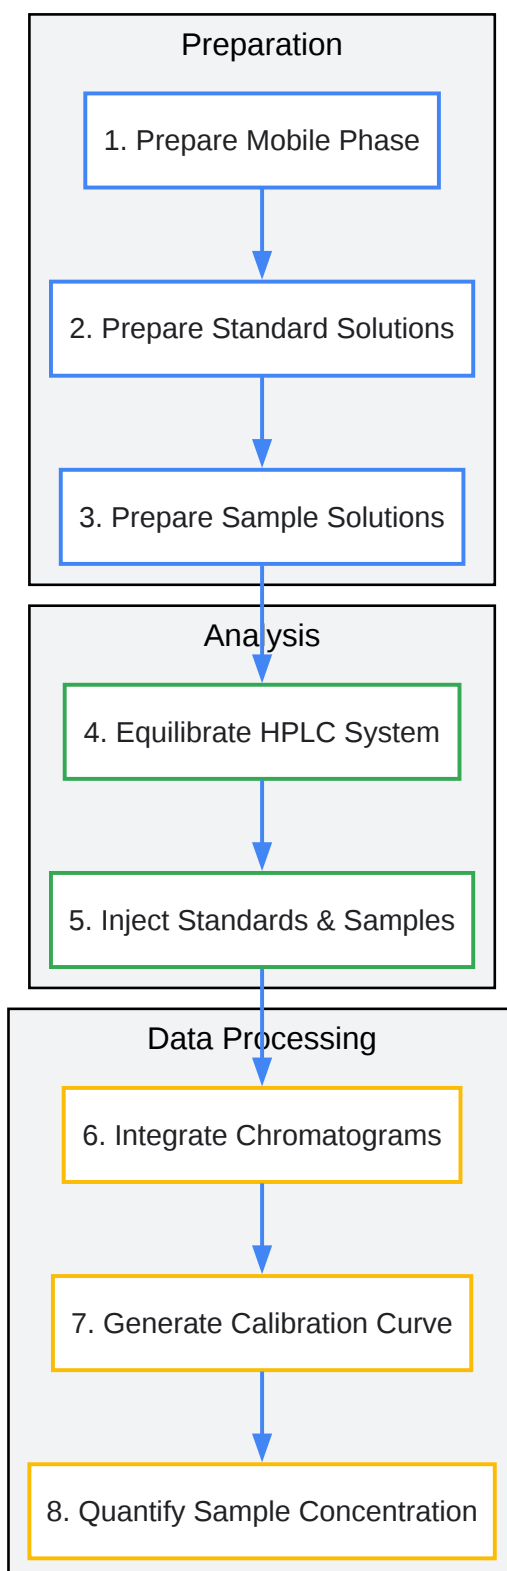 Preparation
1. Prepare Mobile Phase
2. Prepare Standard Solutions
3. Prepare Sample Solutions
Analysis
4. Equilibrate HPLC System
5. Inject Standards & Samples
Data Processing
6. Integrate Chromatograms
7. Generate Calibration Curve
8. Quantify Sample Concentration